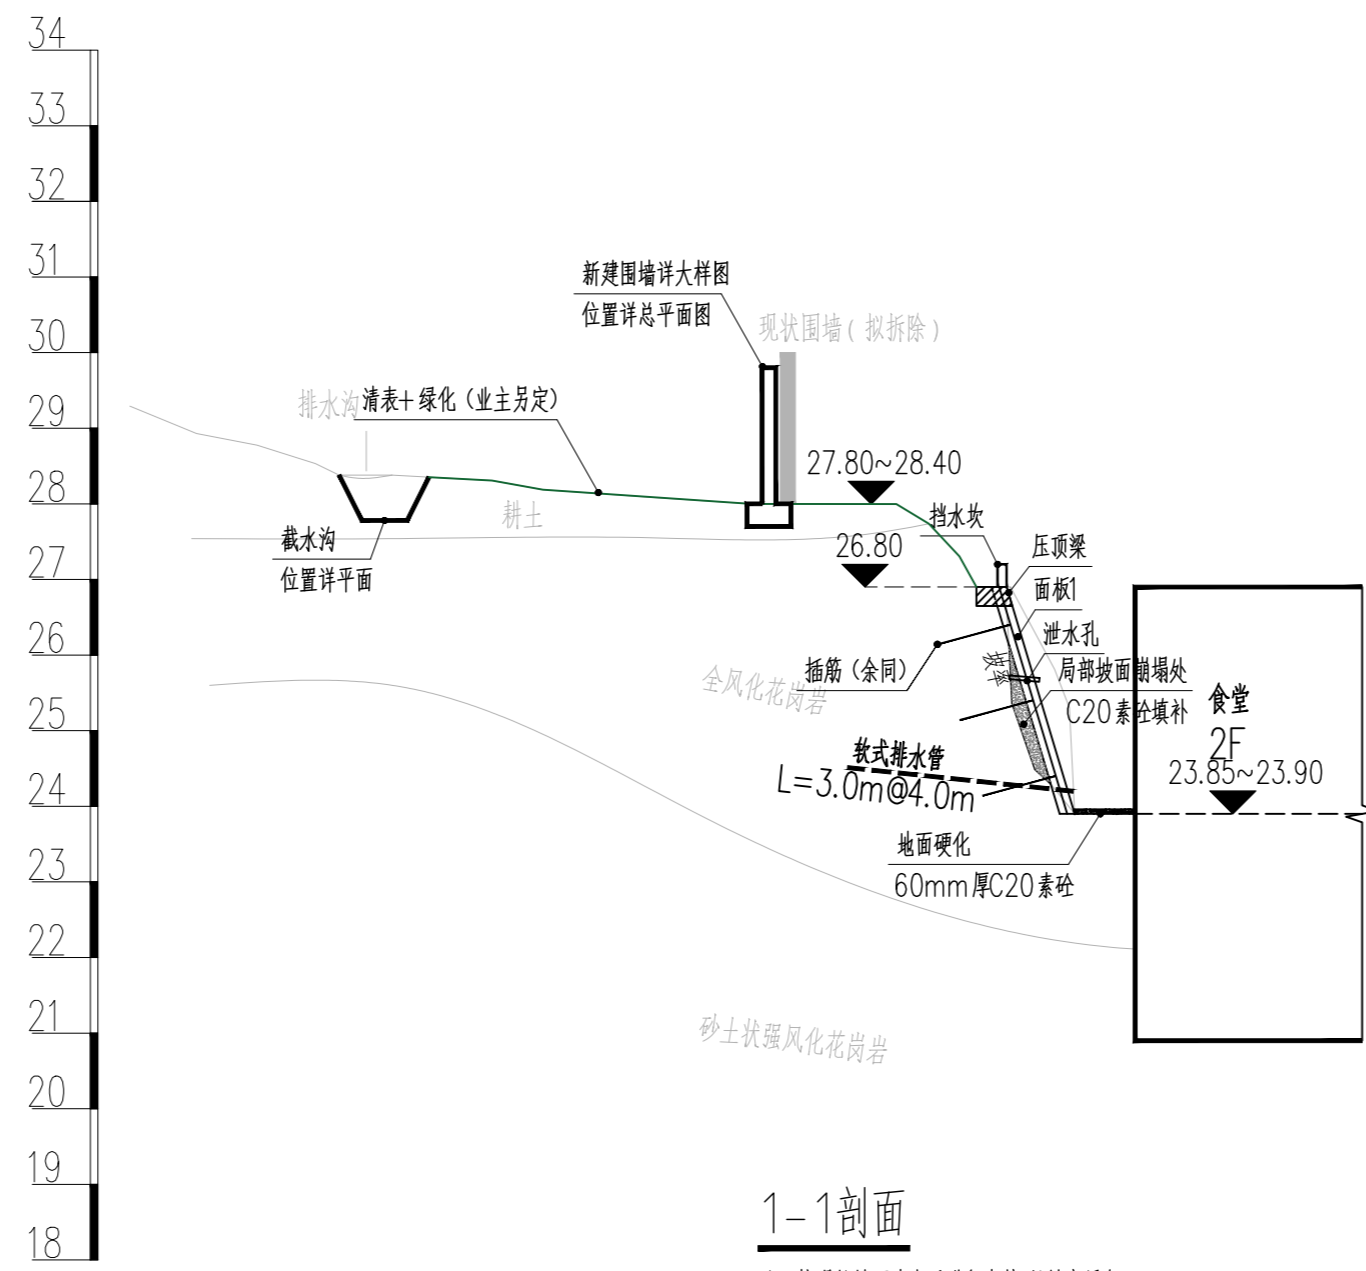 34
33
32
31
30
29
28
27
26
25
24
23
22
21
20
19
18
新建围墙详大样图
位置详总平面图
现状围墙（拟拆除）
排水沟
清表+绿化（业主另定）
27.80~28.40
耕土
挡水坎
截水沟
位置详平面
26.80
压顶梁
面板1
泄水孔
插筋（余同）
坡率
局部坡面崩塌处
C20素砼填补
全风化花岗岩
食堂
2F
23.85~23.90
软式排水管
L=3.0m@4.0m
地面硬化
60mm厚C20素砼
砂土状强风化花岗岩
1-1剖面